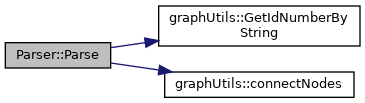 graphUtils::GetIdNumberBy
String
Parser::Parse
graphUtils::connectNodes